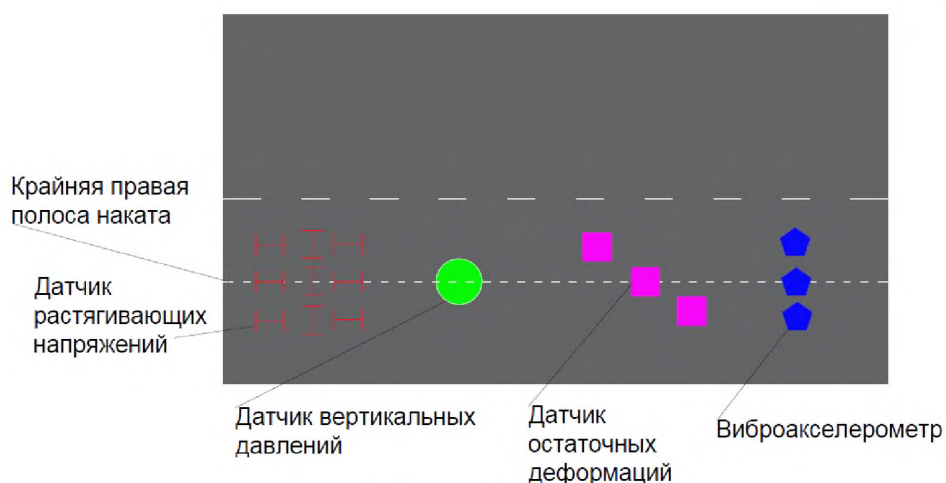 Крайняя правая
полоса наката
Датчик
растягивающих
напряжений
Датчик вертикальных
давлений
Датчик
остаточных
деформаций
Виброакселерометр